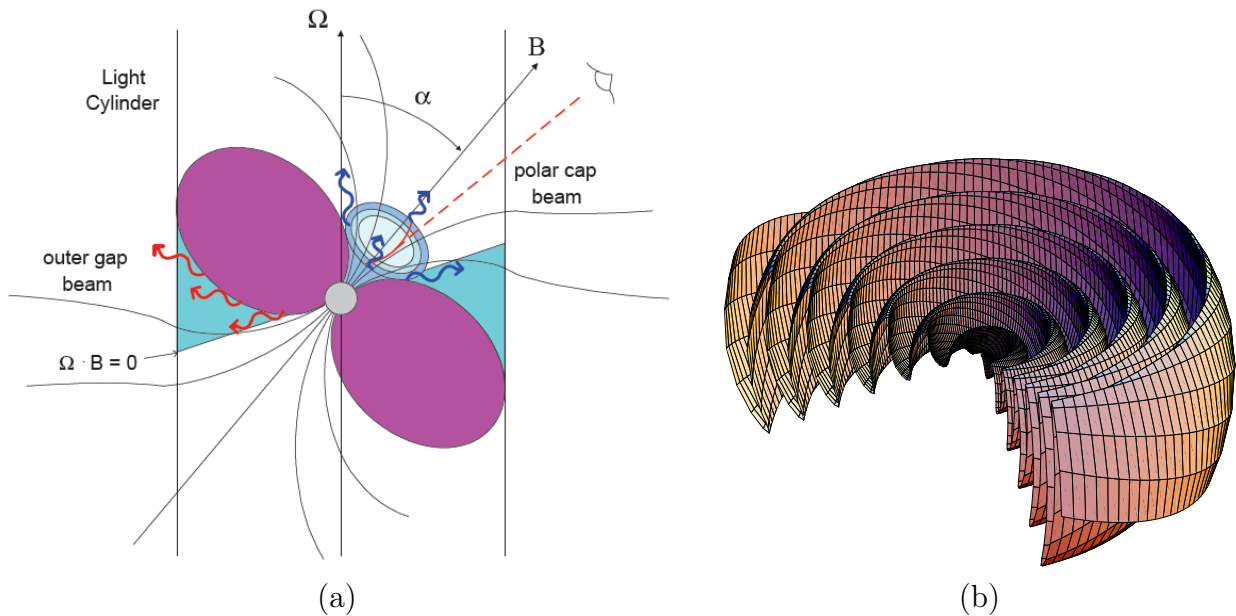 Ω
B
Light
Cylinder
α
polar cap
beam
outer gap
beam
Ω · B = 0
(a)
(b)